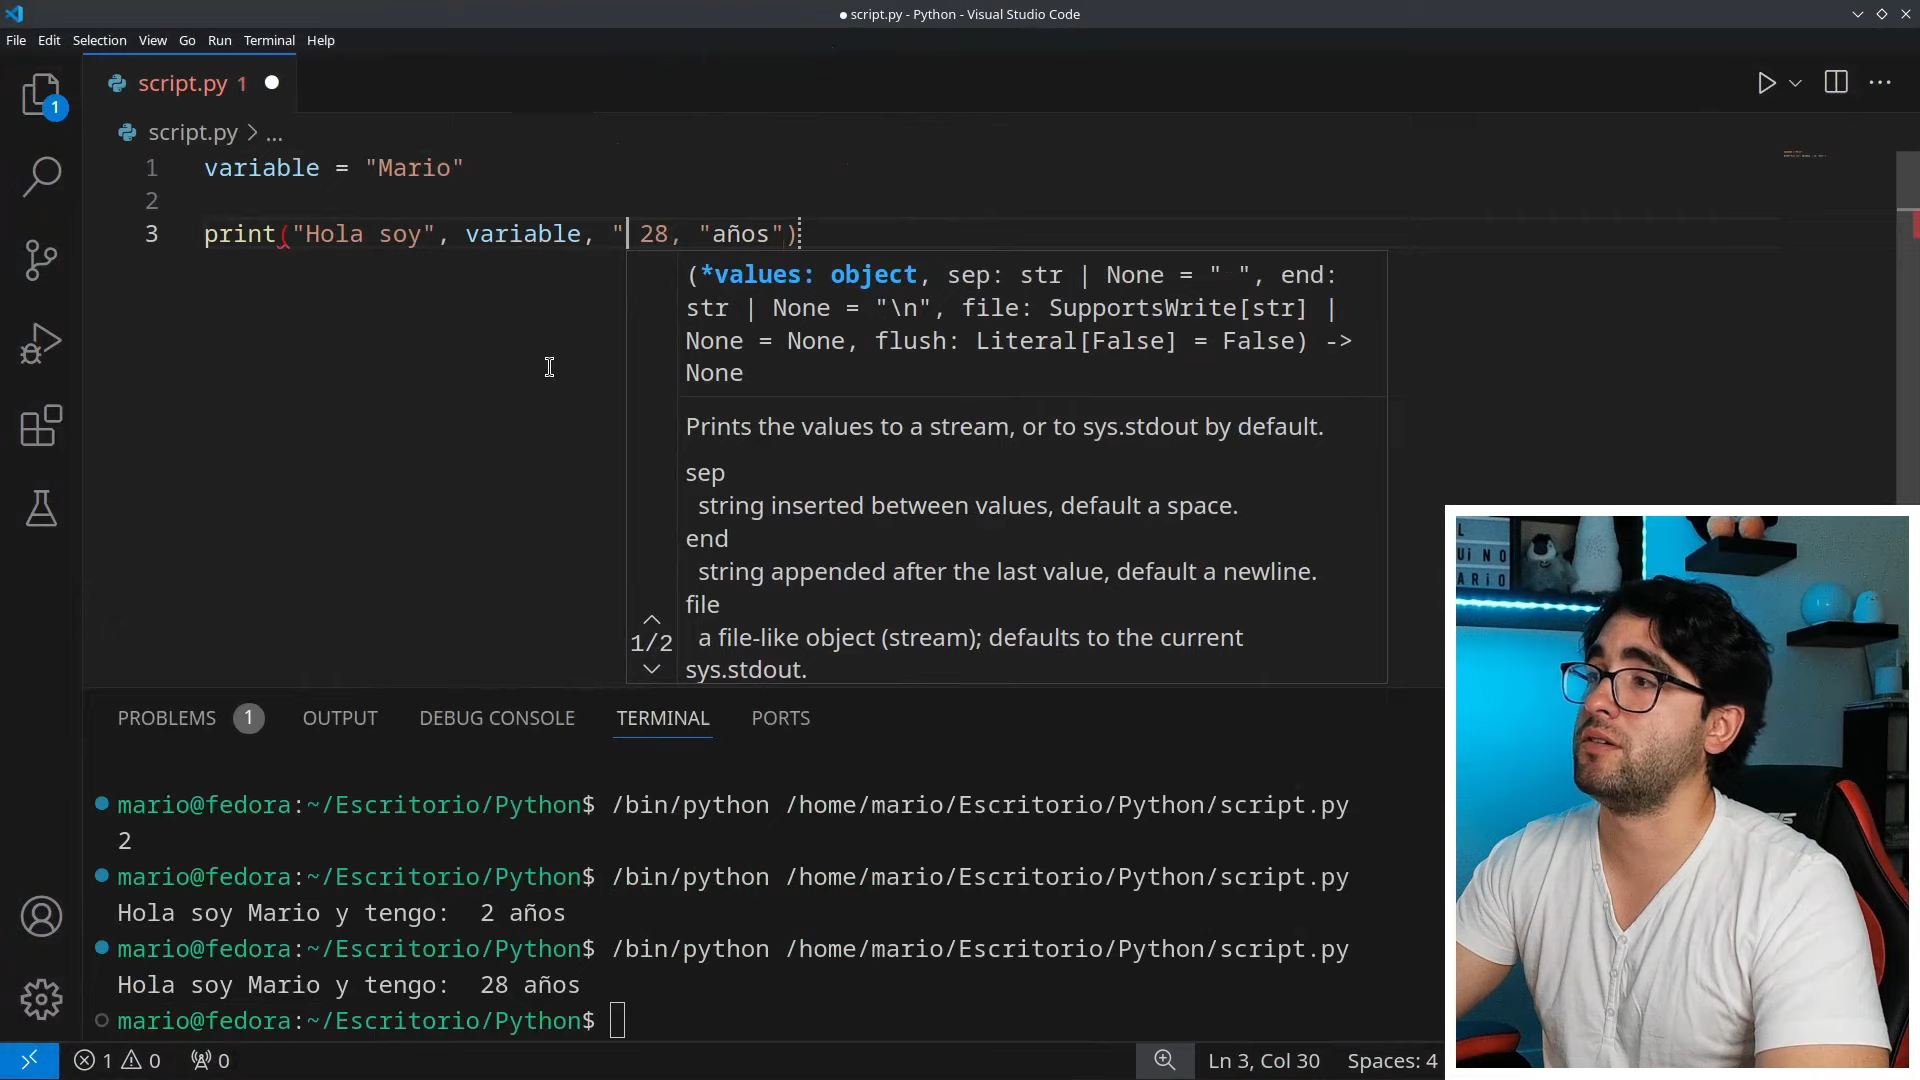 script.py - Python - Visual Studio Code
File Edit Selection View Go Run Terminal Help
script.py 1
1
script.py > ...
1 variable = "Mario"
2
3 print("Hola soy", variable, " 28, "años")
(*values: object, sep: str | None = " ", end:
str | None = "\n", file: SupportsWrite[str] |
None = None, flush: Literal[False] = False) ->
None
Prints the values to a stream, or to sys.stdout by default.
sep
string inserted between values, default a space.
end
string appended after the last value, default a newline.
file
a file-like object (stream); defaults to the current
sys.stdout.
1/2
PROBLEMS 1 OUTPUT DEBUG CONSOLE TERMINAL PORTS
mario@fedora:~/Escritorio/Python$ /bin/python /home/mario/Escritorio/Python/script.py
2
mario@fedora:~/Escritorio/Python$ /bin/python /home/mario/Escritorio/Python/script.py
Hola soy Mario y tengo:  2 años
mario@fedora:~/Escritorio/Python$ /bin/python /home/mario/Escritorio/Python/script.py
Hola soy Mario y tengo:  28 años
mario@fedora:~/Escritorio/Python$
1 0 0
Ln 3, Col 30 Spaces: 4
L
UiNO
ARiO